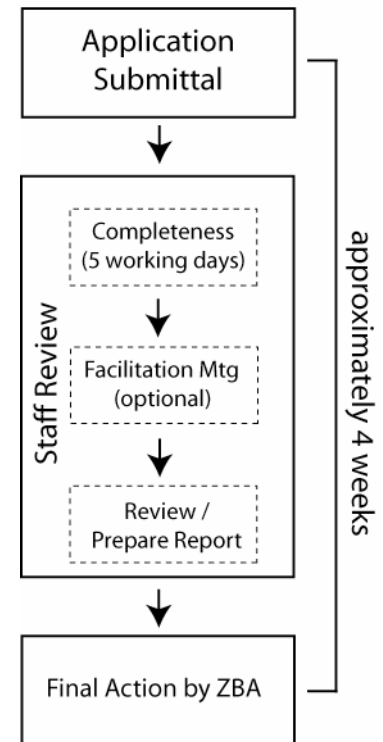 Application
Submittal
Staff Review
Completeness
(5 working days)
Facilitation Mtg
(optional)
Review /
Prepare Report
Final Action by ZBA
approximately 4 weeks